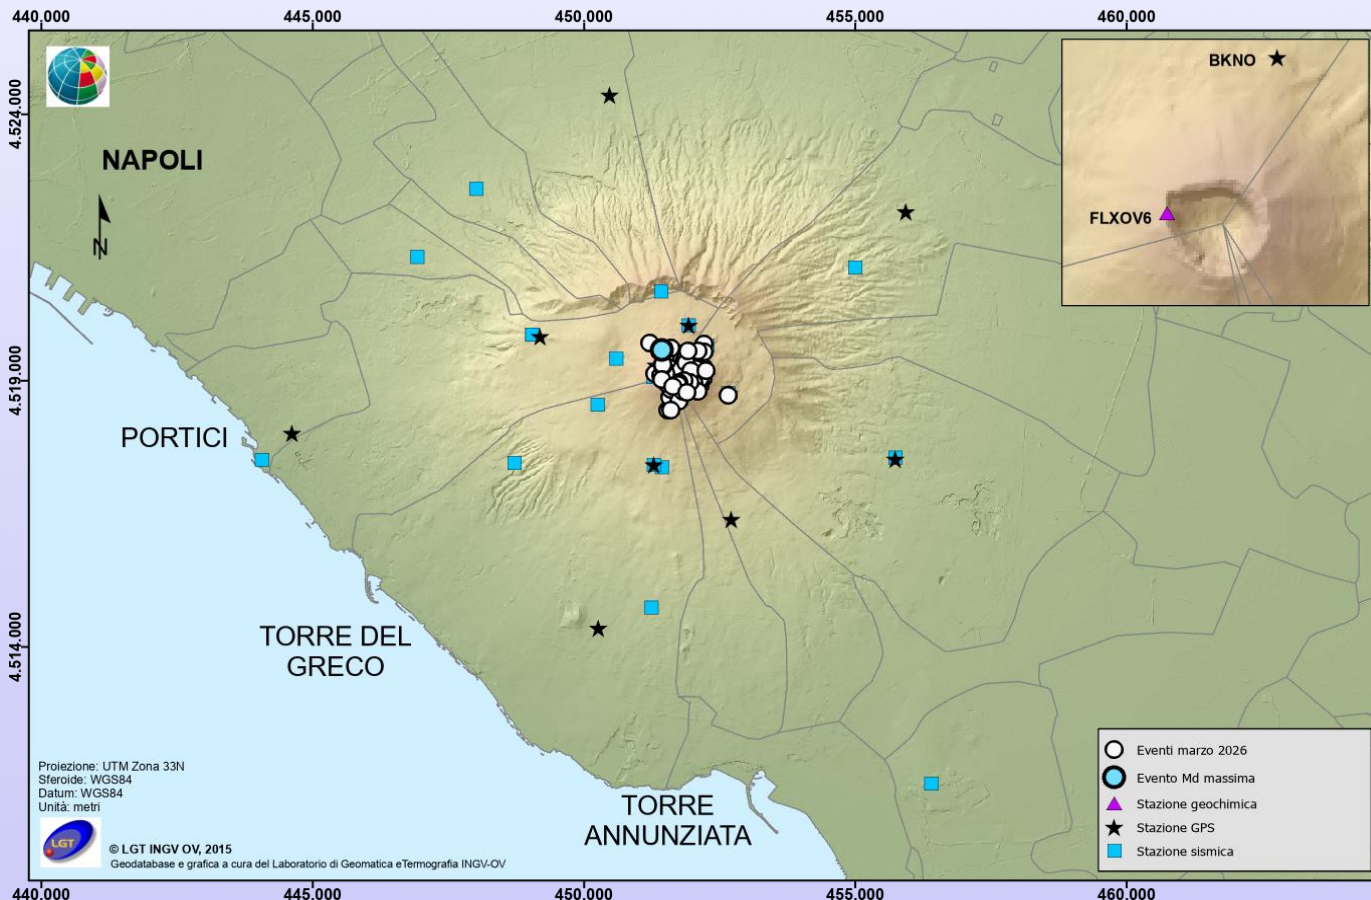 440.000
445.000
450.000
455.000
460.000
4.524.000
4.519.000
4.514.000
BKNO
FLXOV6
NAPOLI
N
PORTICI
TORRE DEL
GRECO
TORRE
ANNUNZIATA
Proiezione: UTM Zona 33N
Sferoide: WGS84
Datum: WGS84
Unità: metri
LGT
© LGT INGV OV, 2015
Geodatabase e grafica a cura del Laboratorio di Geomatica eTermografia INGV-OV
Eventi marzo 2026
Evento Md massima
Stazione geochimica
Stazione GPS
Stazione sismica
440.000
445.000
450.000
455.000
460.000